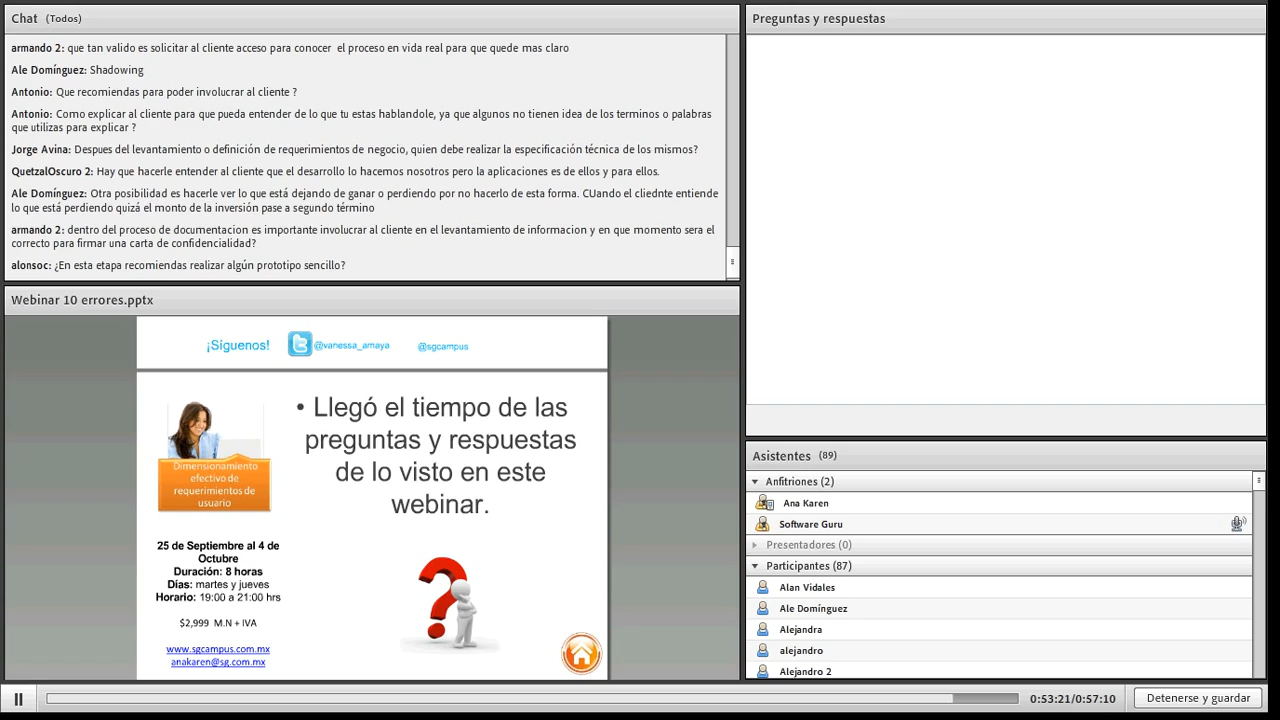 Chat (Todos)
armando 2: que tan valido es solicitar al cliente acceso para conocer el proceso en vida real para que quede mas claro
Ale Domínguez: Shadowing
Antonio: Que recomiendas para poder involucrar al cliente ?
Antonio: Como explicar al cliente para que pueda entender de lo que tu estas hablandole, ya que algunos no tienen idea de los terminos o palabras
que utilizas para explicar ?
Jorge Avina: Despues del levantamiento o definición de requerimientos de negocio, quien debe realizar la especificación técnica de los mismos?
QuetzalOscuro 2: Hay que hacerle entender al cliente que el desarrollo lo hacemos nosotros pero la aplicaciones es de ellos y para ellos.
Ale Domínguez: Otra posibilidad es hacerle ver lo que está dejando de ganar o perdiendo por no hacerlo de esta forma. CUando el cliednte entiende
lo que está perdiendo quizá el monto de la inversión pase a segundo término
armando 2: dentro del proceso de documentacion es importante involucrar al cliente en el levantamiento de informacion y en que momento sera el
correcto para firmar una carta de confidencialidad?
alonsoc: ¿En esta etapa recomiendas realizar algún prototipo sencillo?
Webinar 10 errores.pptx
¡Síguenos! @vanessa_amaya @sgcampus
Dimensionamiento
efectivo de
requerimientos de
usuario
25 de Septiembre al 4 de
Octubre
Duración: 8 horas
Días: martes y jueves
Horario: 19:00 a 21:00 hrs
$2,999 M.N + IVA
www.sgcampus.com.mx
anakaren@sg.com.mx
• Llegó el tiempo de las
preguntas y respuestas
de lo visto en este
webinar.
Preguntas y respuestas
Asistentes (89)
Anfitriones (2)
Ana Karen
Software Guru
Presentadores (0)
Participantes (87)
Alan Vidales
Ale Domínguez
Alejandra
alejandro
Alejandro 2
0:53:21/0:57:10
Detenerse y guardar